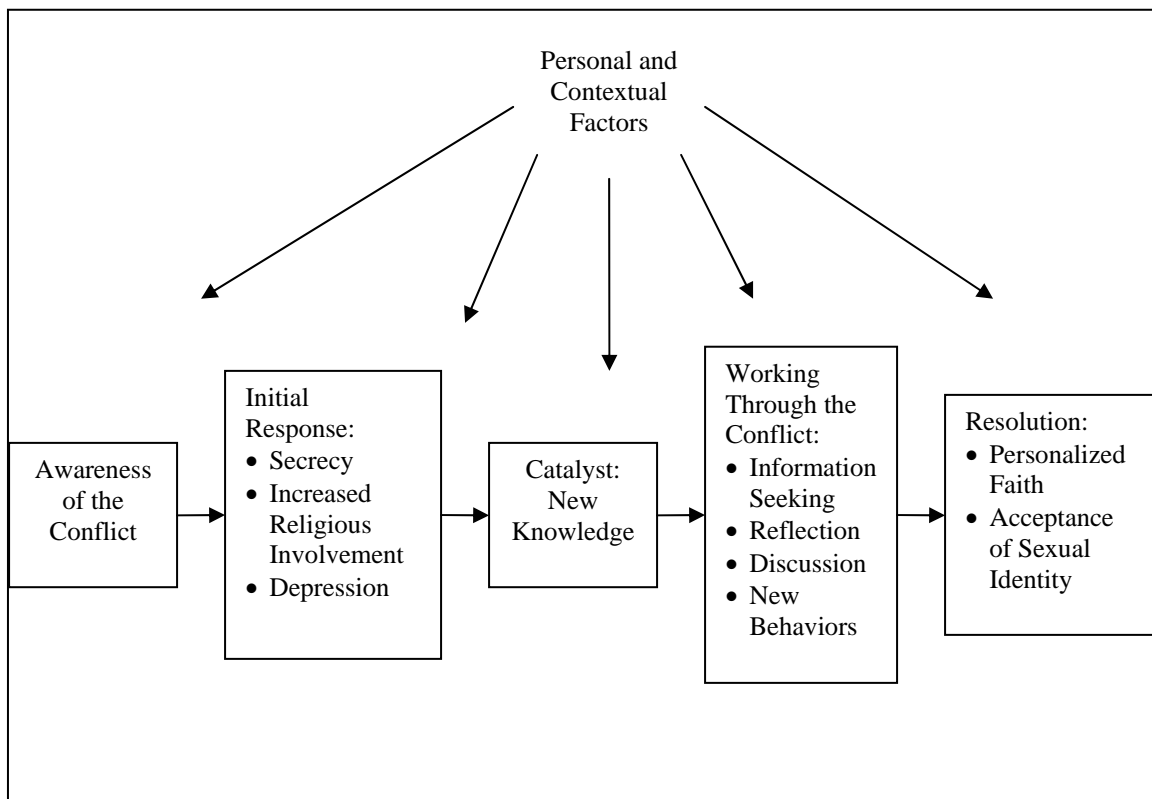 Personal and
Contextual
Factors
Awareness
of the
Conflict
Initial
Response:
• Secrecy
• Increased
Religious
Involvement
• Depression
Catalyst:
New
Knowledge
Working
Through the
Conflict:
• Information
Seeking
• Reflection
• Discussion
• New
Behaviors
Resolution:
• Personalized
Faith
• Acceptance
of Sexual
Identity